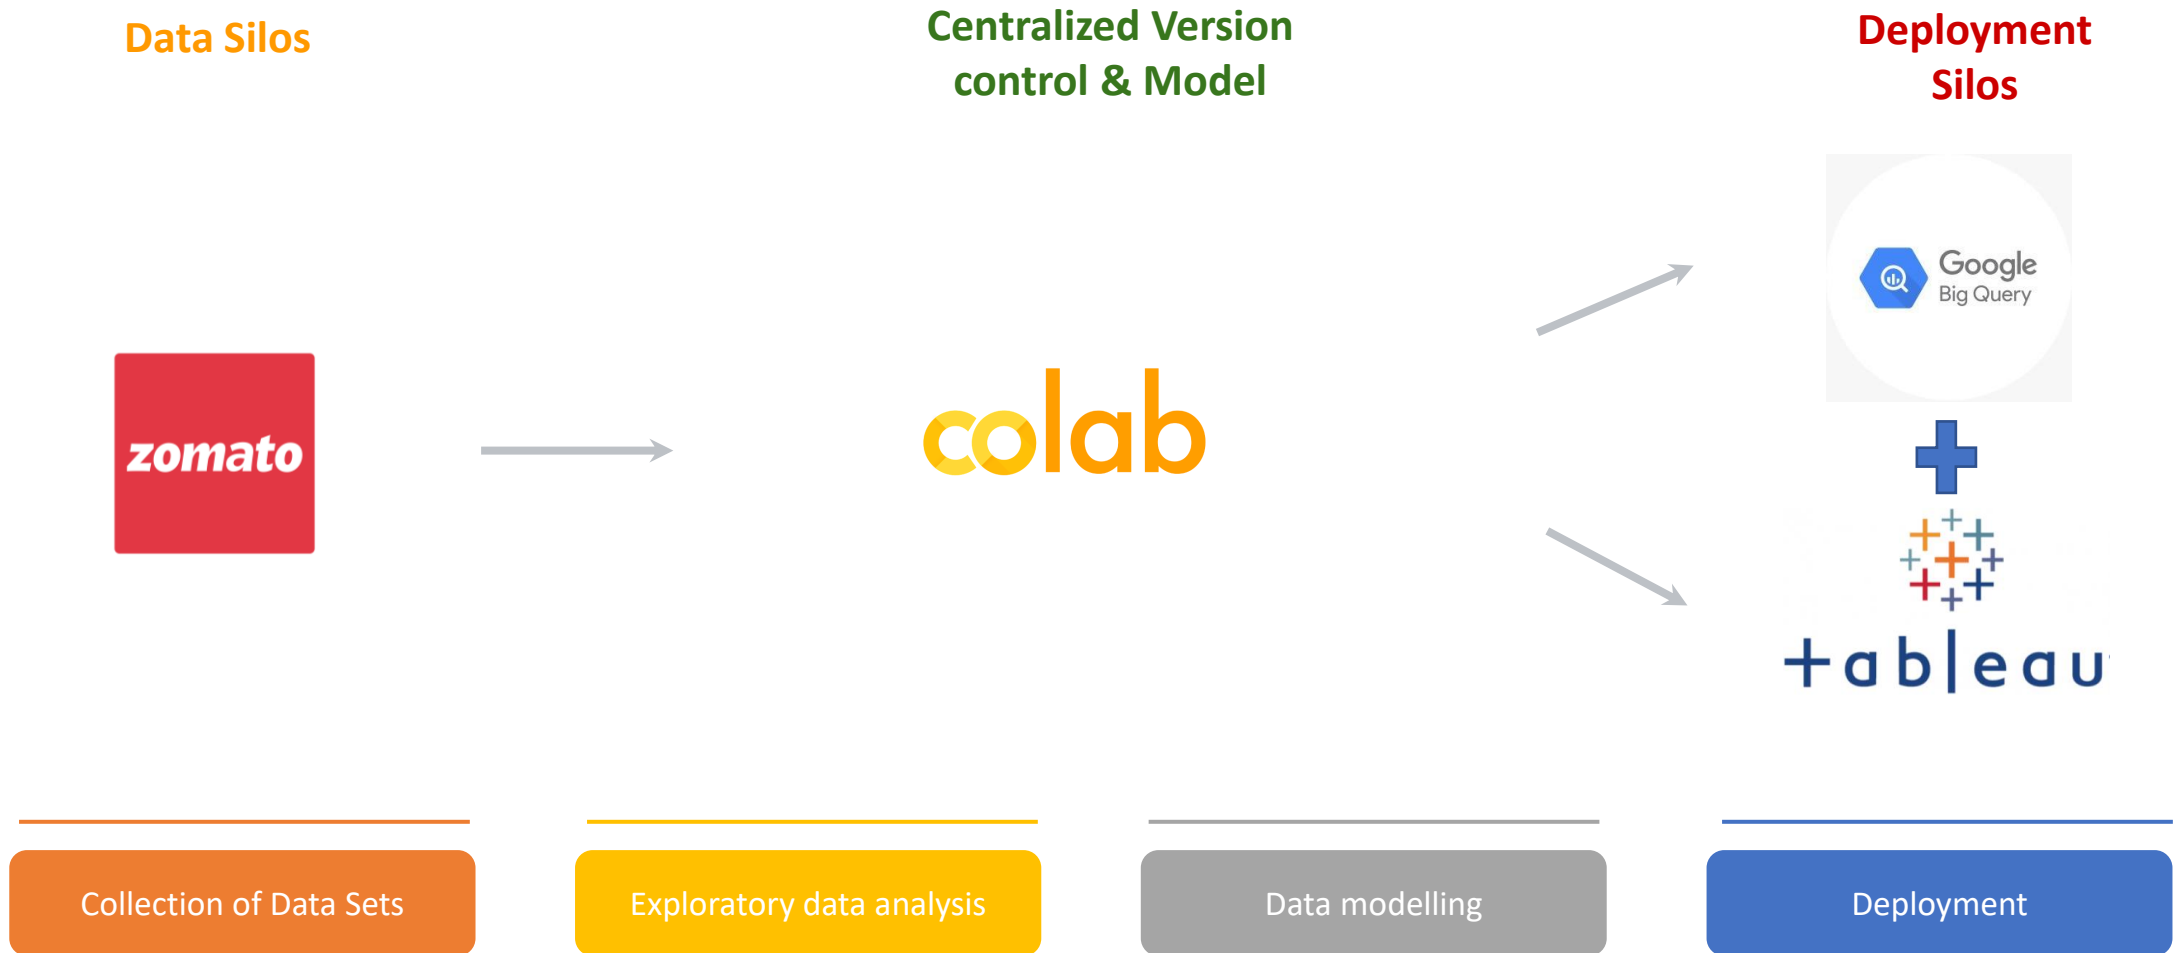 Data Silos
Centralized Version
control & Model
Deployment
Silos
Google
Big Query
zomato
colab
+ableau
Collection of Data Sets
Exploratory data analysis
Data modelling
Deployment